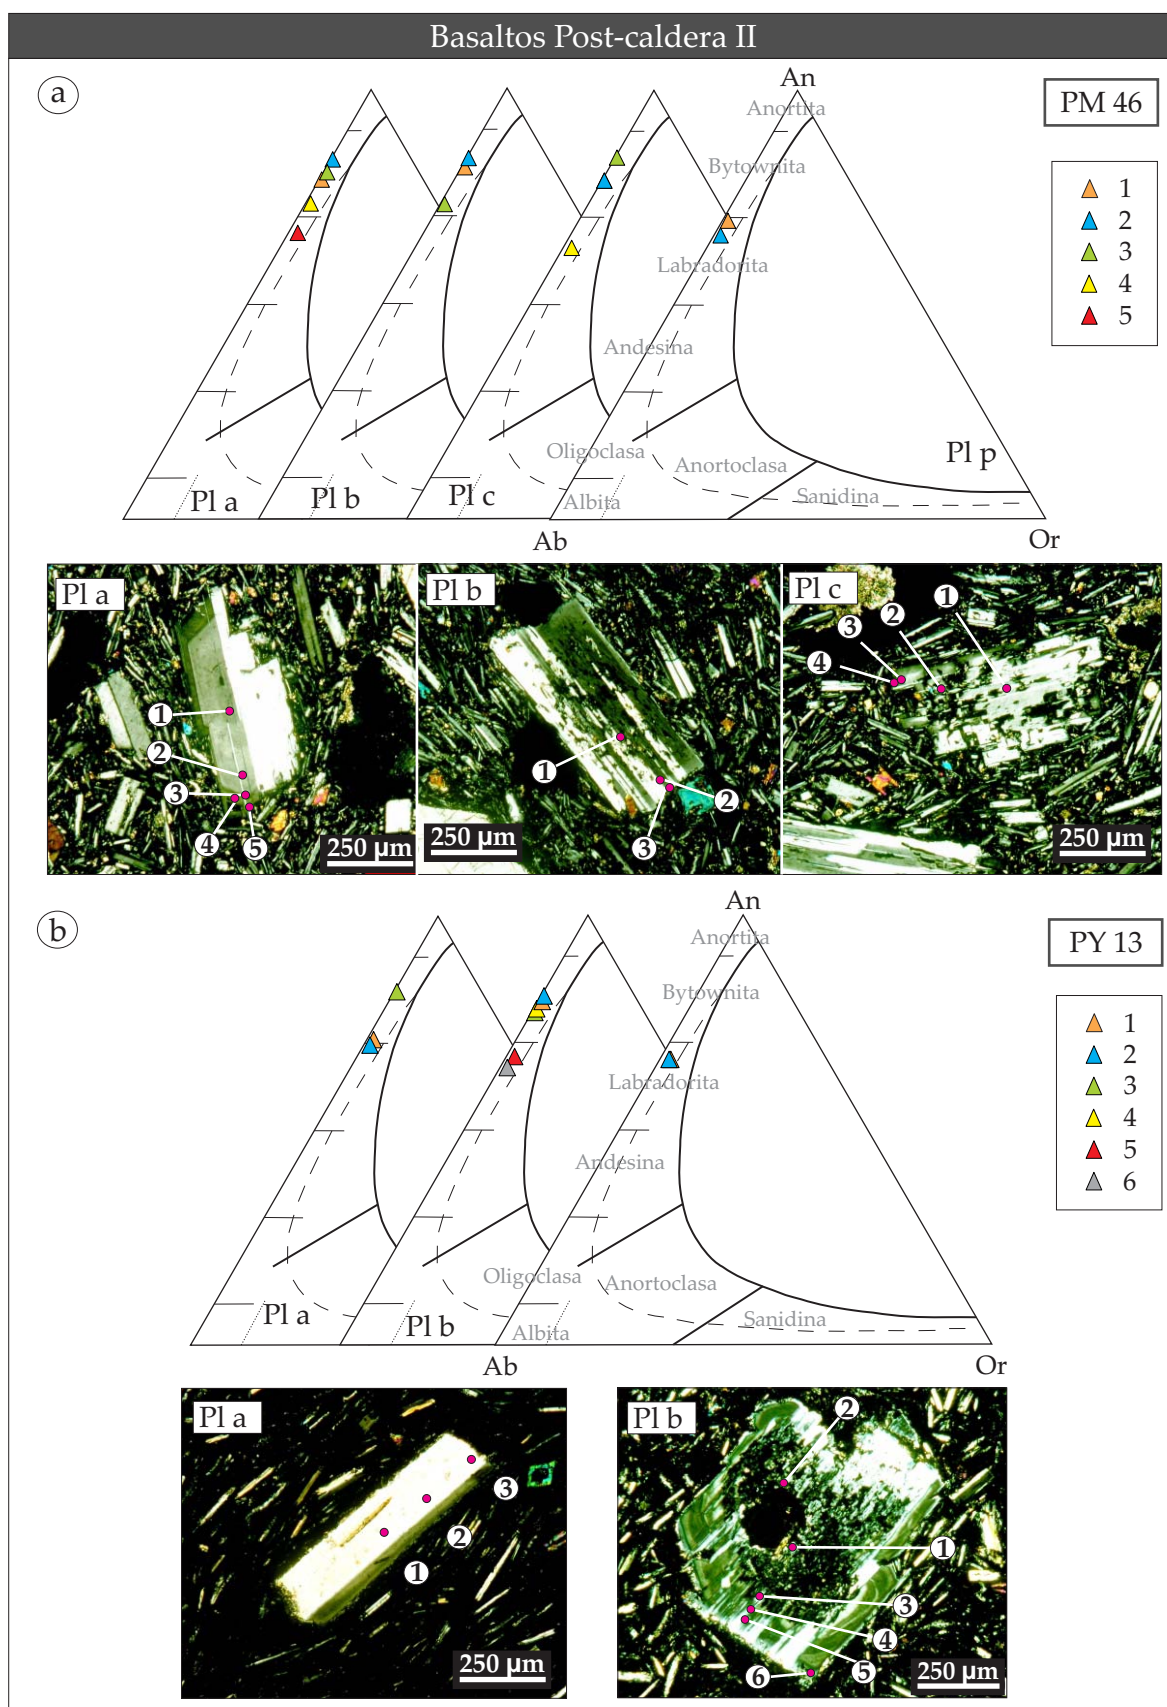 Basaltos Post-caldera II
a
An
PM 46
Anortita
Bytownita
Labradorita
Andesina
Oligoclasa
Anortoclasa
Albita
Sanidina
Pl a
Pl b
Pl c
Pl p
Ab
Or
1
2
3
4
5
Pl a
1
2
3
4
5
250 µm
Pl b
1
2
3
250 µm
Pl c
1
2
3
4
250 µm
b
An
PY 13
Anortita
Bytownita
Labradorita
Andesina
Oligoclasa
Anortoclasa
Albita
Sanidina
Pl a
Pl b
Ab
Or
1
2
3
4
5
6
Pl a
3
2
1
250 µm
Pl b
2
1
3
4
5
6
250 µm